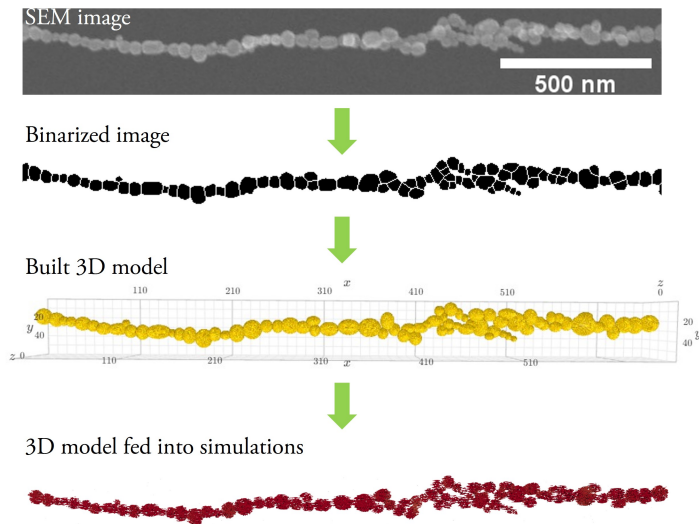 SEM image
500 nm
Binarized image
Built 3D model
x
z
110 210 310 410 510 0
20 20
y y
40 40
z 0
110 210 310 x 410 510
3D model fed into simulations